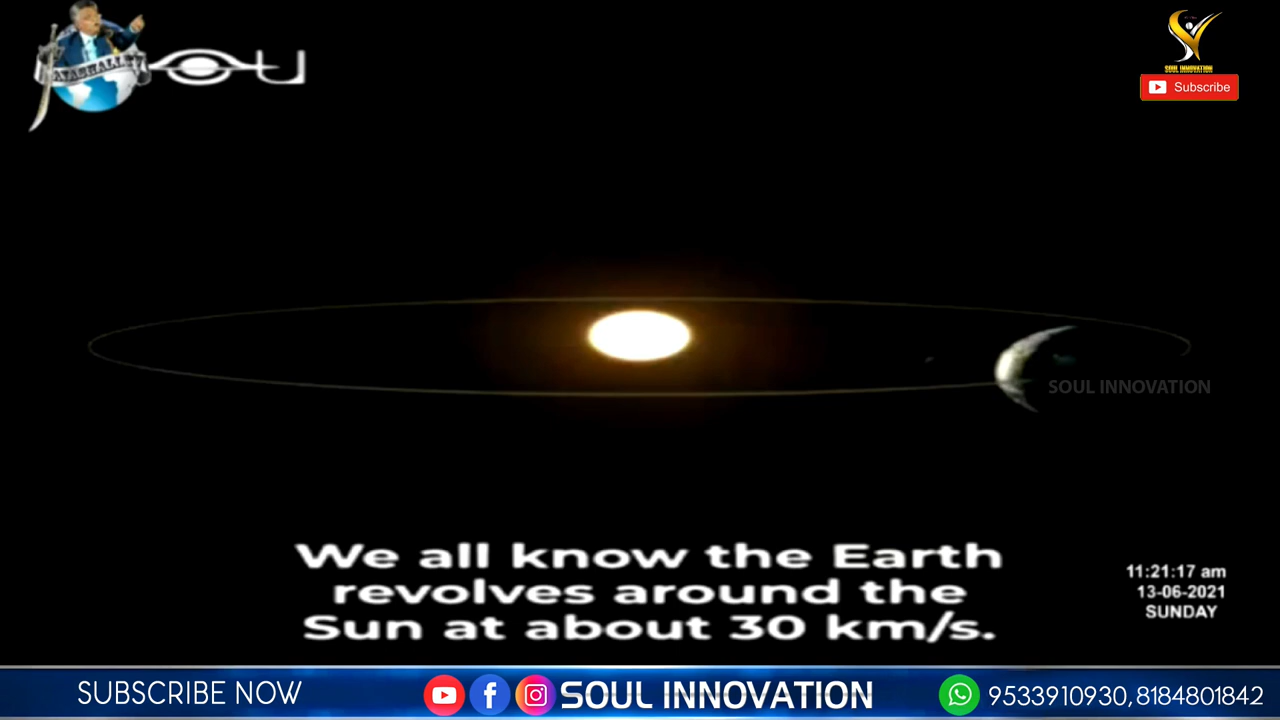 SOUL INNOVATION
Subscribe
SOUL INNOVATION
We all know the Earth
revolves around the
Sun at about 30 km/s.
11:21:17 am
13-06-2021
SUNDAY
SUBSCRIBE NOW
SOUL INNOVATION
9533910930, 8184801842